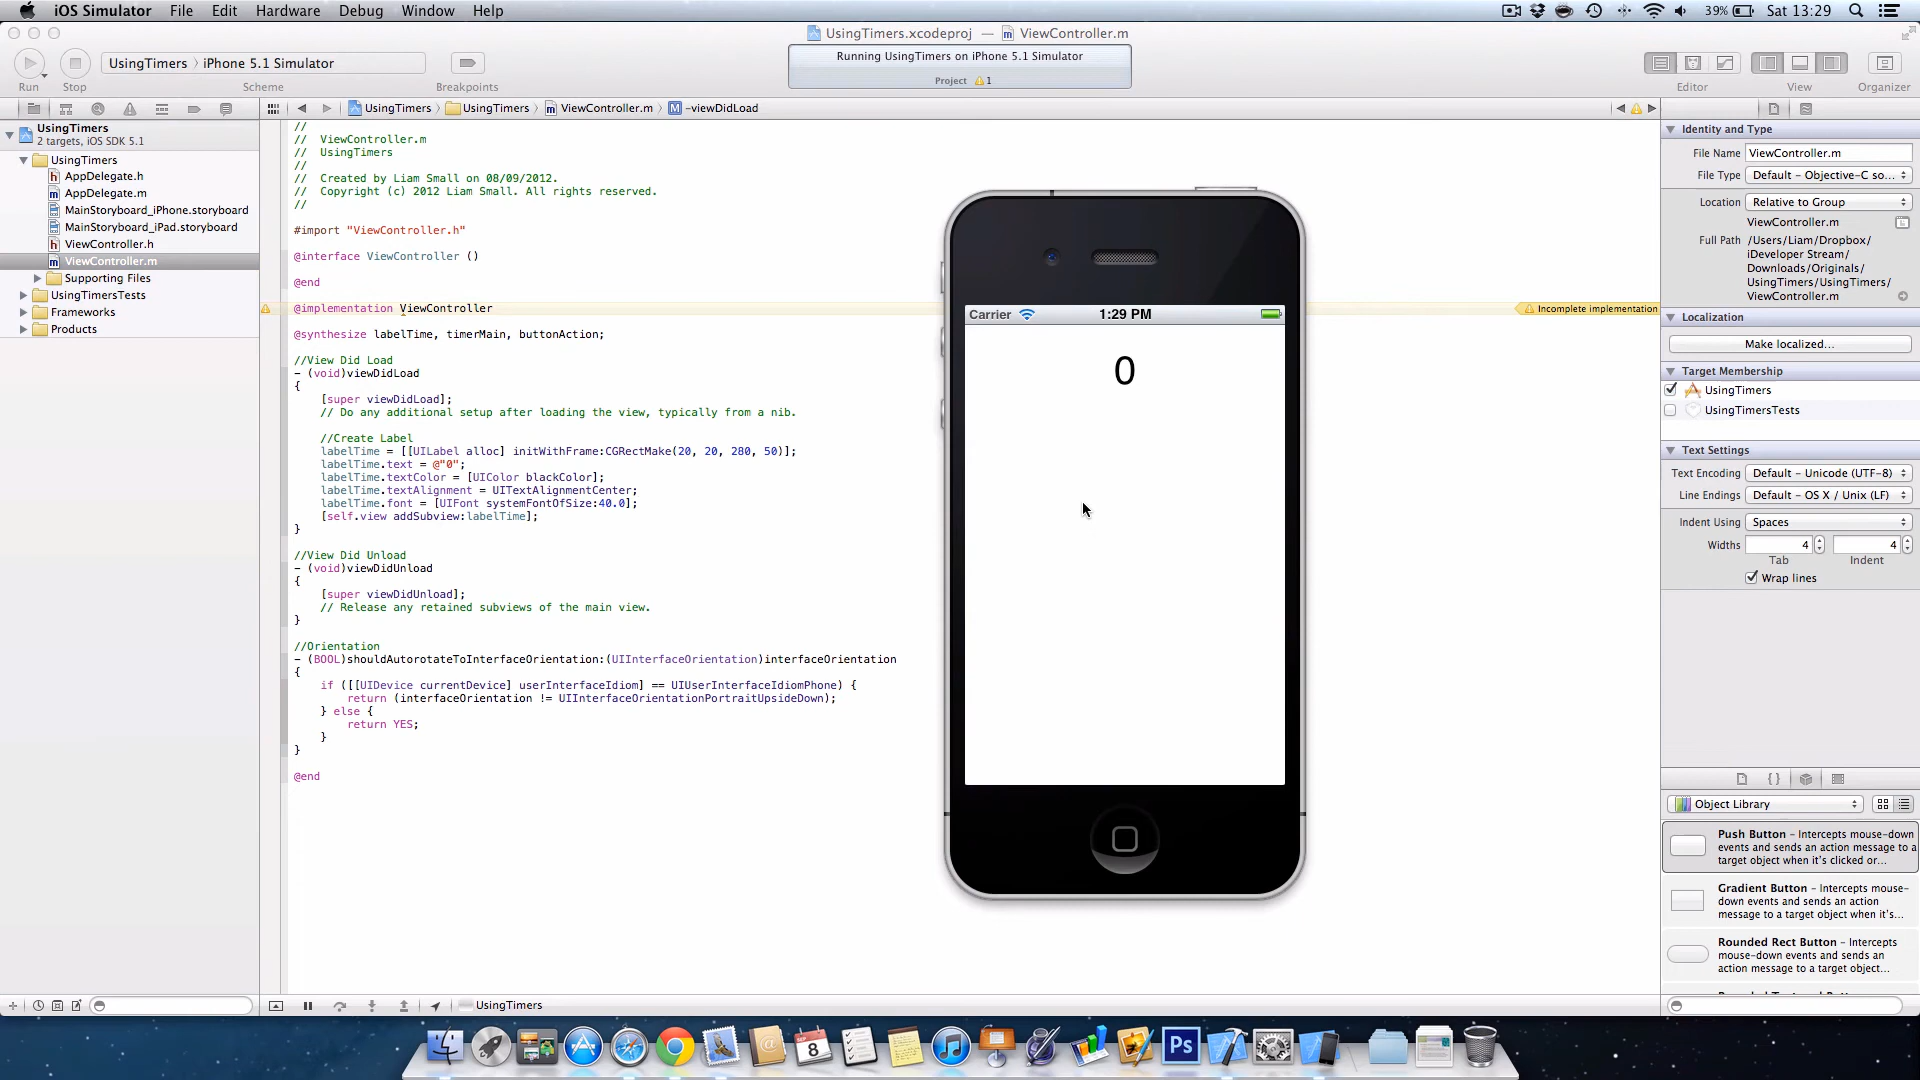 iOS Simulator File Edit Hardware Debug Window Help
39% Sat 13:29
UsingTimers.xcodeproj — ViewController.m
UsingTimers > iPhone 5.1 Simulator
Running UsingTimers on iPhone 5.1 Simulator
Project 1
Run Stop Scheme Breakpoints Editor View Organizer
UsingTimers UsingTimers ViewController.m M -viewDidLoad
UsingTimers
2 targets, iOS SDK 5.1
UsingTimers
AppDelegate.h
AppDelegate.m
MainStoryboard_iPhone.storyboard
MainStoryboard_iPad.storyboard
ViewController.h
ViewController.m
Supporting Files
UsingTimersTests
Frameworks
Products
//
// ViewController.m
// UsingTimers
//
// Created by Liam Small on 08/09/2012.
// Copyright (c) 2012 Liam Small. All rights reserved.
//
#import "ViewController.h"
@interface ViewController ()
@end
@implementation ViewController
Incomplete implementation
@synthesize labelTime, timerMain, buttonAction;
//View Did Load
- (void)viewDidLoad
{
[super viewDidLoad];
// Do any additional setup after loading the view, typically from a nib.
//Create Label
labelTime = [[UILabel alloc] initWithFrame:CGRectMake(20, 20, 280, 50)];
labelTime.text = @"0";
labelTime.textColor = [UIColor blackColor];
labelTime.textAlignment = UITextAlignmentCenter;
labelTime.font = [UIFont systemFontOfSize:40.0];
[self.view addSubview:labelTime];
}
//View Did Unload
- (void)viewDidUnload
{
[super viewDidUnload];
// Release any retained subviews of the main view.
}
//Orientation
- (BOOL)shouldAutorotateToInterfaceOrientation:(UIInterfaceOrientation)interfaceOrientation
{
if ([[UIDevice currentDevice] userInterfaceIdiom] == UIUserInterfaceIdiomPhone) {
return (interfaceOrientation != UIInterfaceOrientationPortraitUpsideDown);
} else {
return YES;
}
}
@end
Carrier 1:29 PM
0
Identity and Type
File Name ViewController.m
File Type Default - Objective-C so...
Location Relative to Group
ViewController.m
Full Path /Users/Liam/Dropbox/
iDeveloper Stream/
Downloads/Originals/
UsingTimers/UsingTimers/
ViewController.m
Localization
Make localized...
Target Membership
UsingTimers
UsingTimersTests
Text Settings
Text Encoding Default - Unicode (UTF-8)
Line Endings Default - OS X / Unix (LF)
Indent Using Spaces
Widths 4 4
Tab Indent
Wrap lines
{}
Object Library
Push Button - Intercepts mouse-down
events and sends an action message to a
target object when it's clicked or...
Gradient Button - Intercepts mouse-
down events and sends an action
message to a target object when it's...
Rounded Rect Button - Intercepts
mouse-down events and sends an
action message to a target object...
UsingTimers
SEP
8
Ps